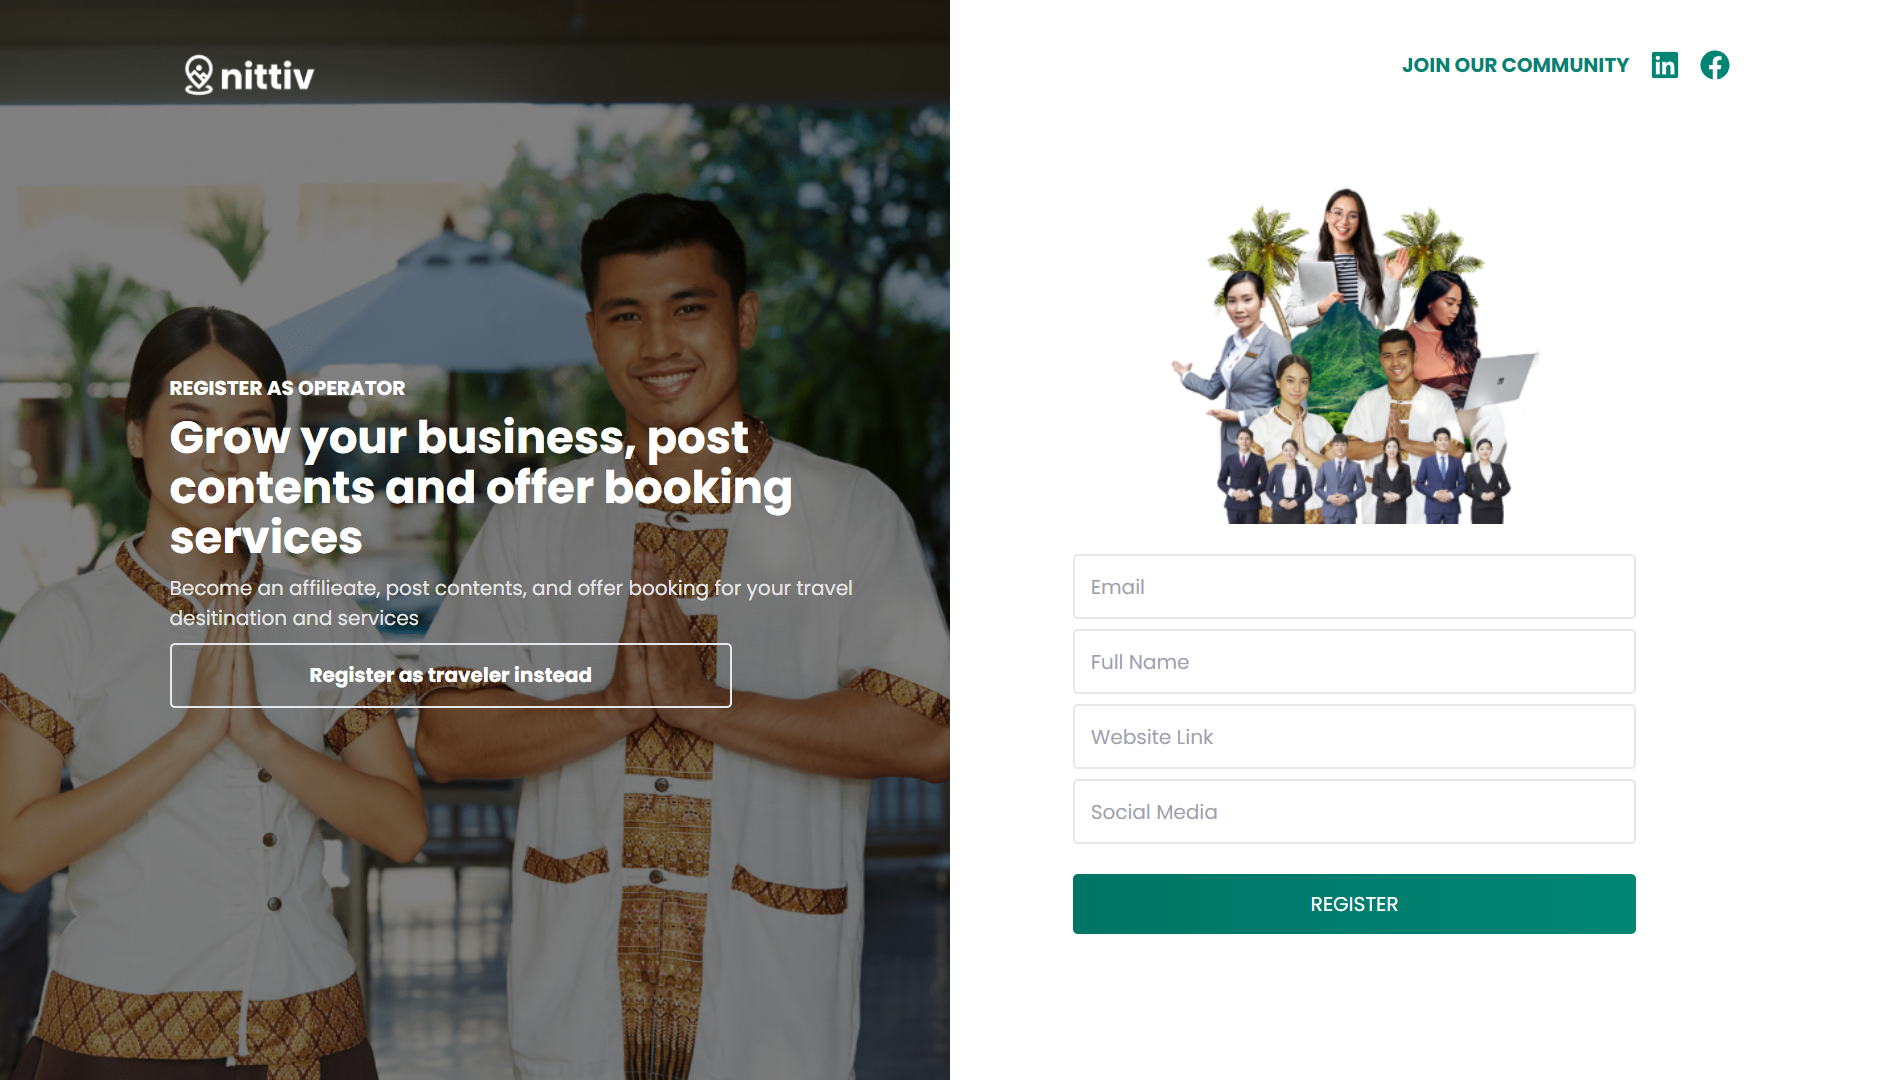 nittiv
JOIN OUR COMMUNITY
REGISTER AS OPERATOR
Grow your business, post
contents and offer booking
services
Become an affilieate, post contents, and offer booking for your travel
desitination and services
Register as traveler instead
Email
Full Name
Website Link
Social Media
REGISTER